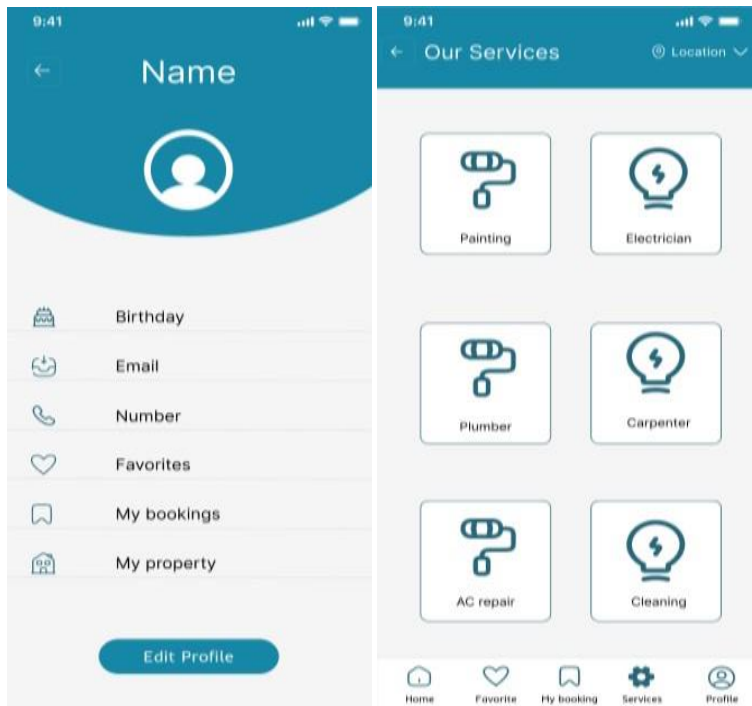 9:41
Name
Birthday
Email
Number
Favorites
My bookings
My property
Edit Profile
9:41
Our Services
Location
Painting
Electrician
Plumber
Carpenter
AC repair
Cleaning
Home
Favorite
My booking
Services
Profile